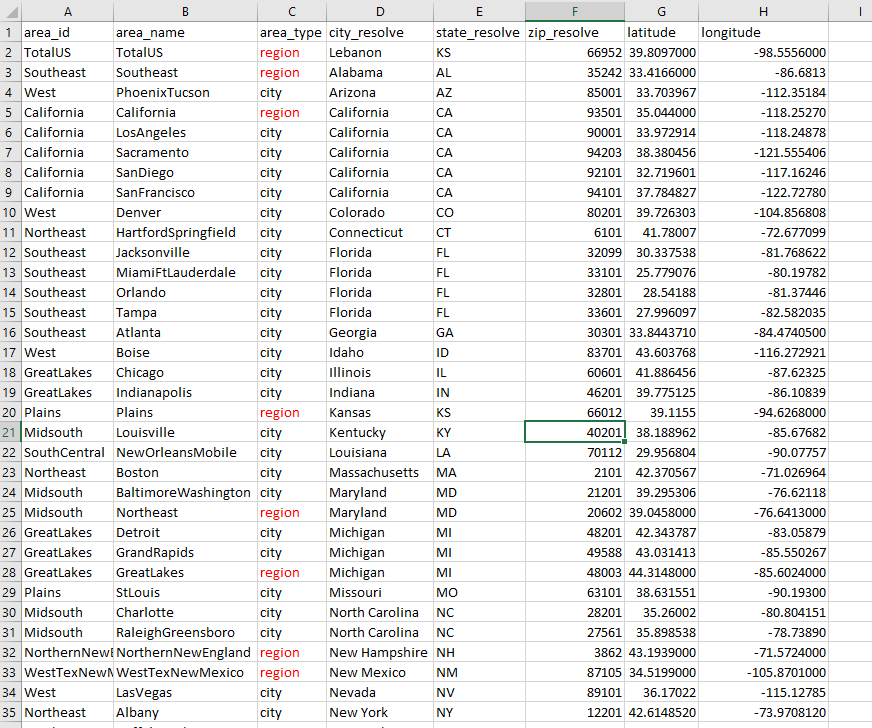 A B C D E F G H I
1 area_id area_name area_type city_resolve state_resolve zip_resolve latitude longitude
2 TotalUS TotalUS region Lebanon KS 66952 39.8097000 -98.5556000
3 Southeast Southeast region Alabama AL 35242 33.4166000 -86.6813
4 West PhoenixTucson city Arizona AZ 85001 33.703967 -112.35184
5 California California region California CA 93501 35.044000 -118.25270
6 California LosAngeles city California CA 90001 33.972914 -118.24878
7 California Sacramento city California CA 94203 38.380456 -121.555406
8 California SanDiego city California CA 92101 32.719601 -117.16246
9 California SanFrancisco city California CA 94101 37.784827 -122.72780
10 West Denver city Colorado CO 80201 39.726303 -104.856808
11 Northeast HartfordSpringfield city Connecticut CT 6101 41.78007 -72.677099
12 Southeast Jacksonville city Florida FL 32099 30.337538 -81.768622
13 Southeast MiamiFtLauderdale city Florida FL 33101 25.779076 -80.19782
14 Southeast Orlando city Florida FL 32801 28.54188 -81.37446
15 Southeast Tampa city Florida FL 33601 27.996097 -82.582035
16 Southeast Atlanta city Georgia GA 30301 33.8443710 -84.4740500
17 West Boise city Idaho ID 83701 43.603768 -116.272921
18 GreatLakes Chicago city Illinois IL 60601 41.886456 -87.62325
19 GreatLakes Indianapolis city Indiana IN 46201 39.775125 -86.10839
20 Plains Plains region Kansas KS 66012 39.1155 -94.6268000
21 Midsouth Louisville city Kentucky KY 40201 38.188962 -85.67682
22 SouthCentral NewOrleansMobile city Louisiana LA 70112 29.956804 -90.07757
23 Northeast Boston city Massachusetts MA 2101 42.370567 -71.026964
24 Midsouth BaltimoreWashington city Maryland MD 21201 39.295306 -76.62118
25 Midsouth Northeast region Maryland MD 20602 39.0458000 -76.6413000
26 GreatLakes Detroit city Michigan MI 48201 42.343787 -83.05879
27 GreatLakes GrandRapids city Michigan MI 49588 43.031413 -85.550267
28 GreatLakes GreatLakes region Michigan MI 48003 44.3148000 -85.6024000
29 Plains StLouis city Missouri MO 63101 38.631551 -90.19300
30 Midsouth Charlotte city North Carolina NC 28201 35.26002 -80.804151
31 Midsouth RaleighGreensboro city North Carolina NC 27561 35.898538 -78.73890
32 NorthernNewE NorthernNewEngland region New Hampshire NH 3862 43.1939000 -71.5724000
33 WestTexNewM WestTexNewMexico region New Mexico NM 87105 34.5199000 -105.8701000
34 West LasVegas city Nevada NV 89101 36.17022 -115.12785
35 Northeast Albany city New York NY 12201 42.6148520 -73.9708120